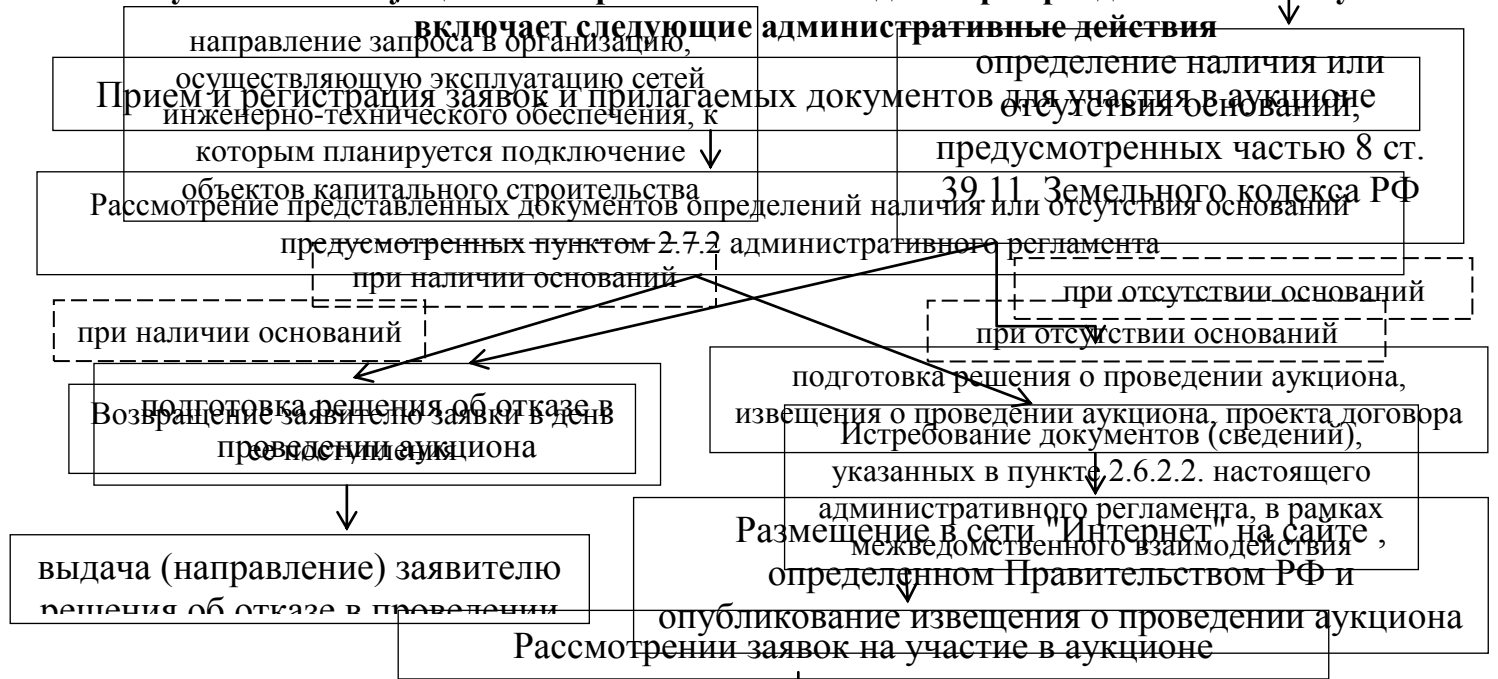 включает следующие административные действия
направление запроса в организацию,
осуществляющую эксплуатацию сетей
инженерно-технического обеспечения, к
которым планируется подключение
объектов капитального строительства
определение наличия или
отсутствия оснований,
предусмотренных частью 8 ст.
39.11. Земельного кодекса РФ
Прием и регистрация заявок и прилагаемых документов для участия в аукционе
Рассмотрение представленных документов определений наличия или отсутствия оснований
предусмотренных пунктом 2.7.2 административного регламента
при наличии оснований
при отсутствии оснований
при наличии оснований
при отсутствии оснований
подготовка решения об отказе в
проведении аукциона
Возвращение заявителю заявки в день
ее поступления
подготовка решения о проведении аукциона,
извещения о проведении аукциона, проекта договора
Истребование документов (сведений),
указанных в пункте 2.6.2.2. настоящего
административного регламента, в рамках
межведомственного взаимодействия
Размещение в сети "Интернет" на сайте ,
определенном Правительством РФ и
опубликование извещения о проведении аукциона
выдача (направление) заявителю
решения об отказе в проведении
Рассмотрении заявок на участие в аукционе